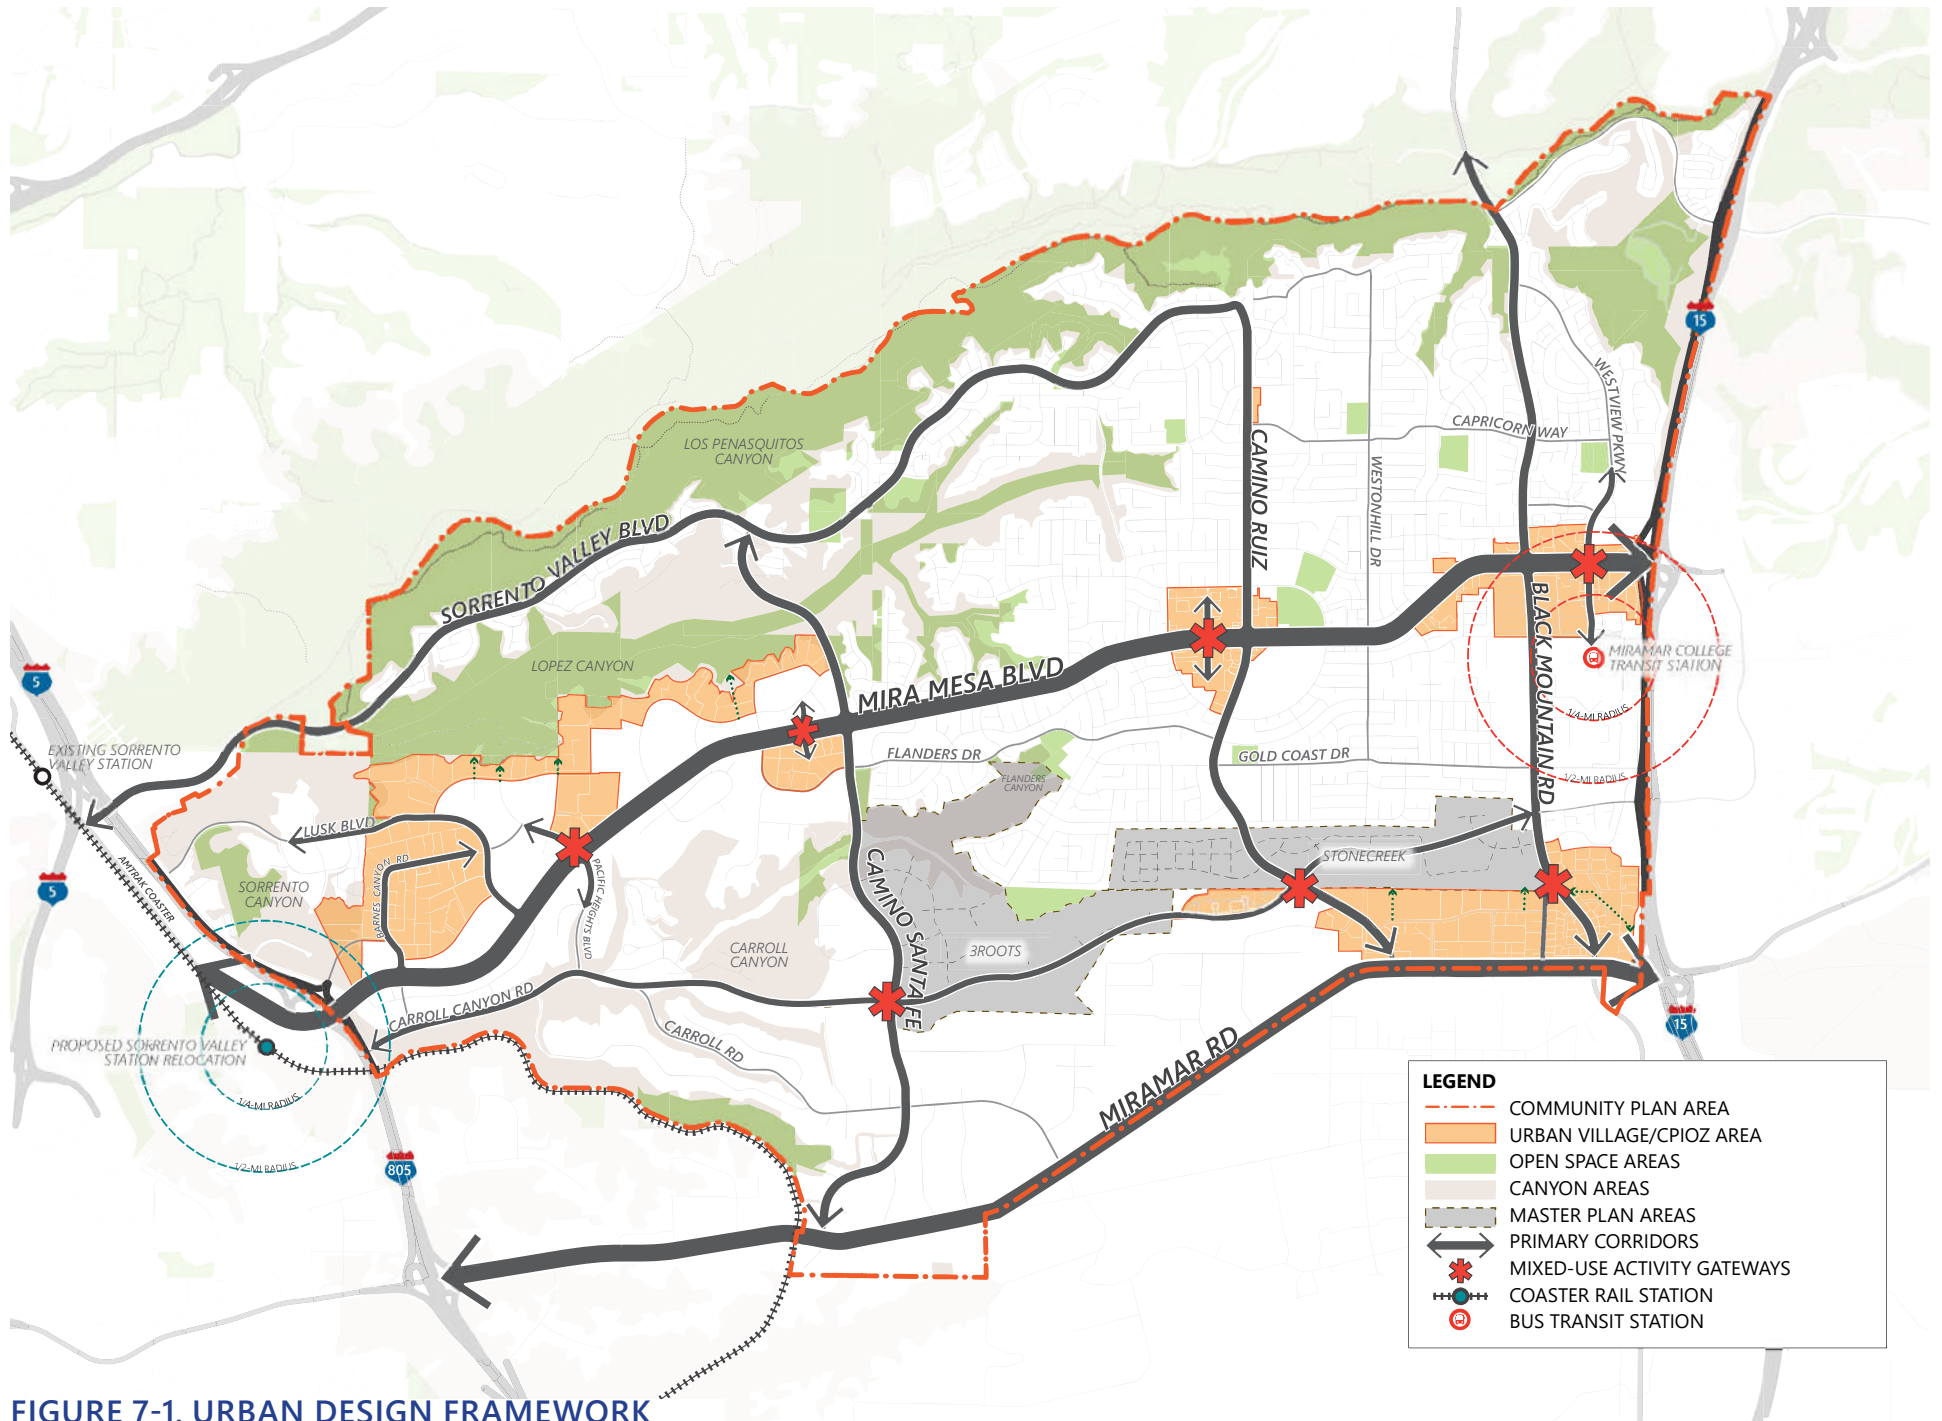 15
WESTVIEW PKWY
CAPRICORN WAY
LOS PENASQUITOS
CANYON
CAMINO RUIZ
WESTONHILL DR
SORRENTO VALLEY BLVD
BLACK MOUNTAIN RD
MIRAMAR COLLEGE
TRANSIT STATION
LOPEZ CANYON
5
MIRA MESA BLVD
1/4-MI RADIUS
EXISTING SORRENTO
VALLEY STATION
FLANDERS DR
GOLD COAST DR
FLANDERS
CANYON
1/2-MI RADIUS
LUSK BLVD
STONECREEK
BARNES CANYON RD
PACIFIC HEIGHTS BLVD
5
AMTRAK COASTER
SORRENTO
CANYON
CAMINO SANTA FE
CARROLL
CANYON
3ROOTS
CARROLL CANYON RD
CARROLL RD
PROPOSED SORRENTO VALLEY
STATION RELOCATION
15
MIRAMAR RD
1/4-MI RADIUS
1/2-MI RADIUS
805
LEGEND
COMMUNITY PLAN AREA
URBAN VILLAGE/CPIOZ AREA
OPEN SPACE AREAS
CANYON AREAS
MASTER PLAN AREAS
PRIMARY CORRIDORS
MIXED-USE ACTIVITY GATEWAYS
COASTER RAIL STATION
BUS TRANSIT STATION
FIGURE 7-1. URBAN DESIGN FRAMEWORK